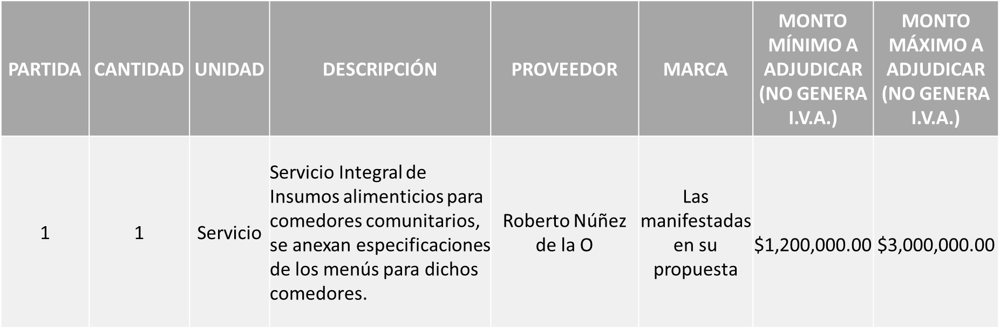 PARTIDA
CANTIDAD
UNIDAD
DESCRIPCIÓN
PROVEEDOR
MARCA
MONTO
MÍNIMO A
ADJUDICAR
(NO GENERA
I.V.A.)
MONTO
MÁXIMO A
ADJUDICAR
(NO GENERA
I.V.A.)
1
1
Servicio
Servicio Integral de
Insumos alimenticios para
comedores comunitarios,
se anexan especificaciones
de los menús para dichos
comedores.
Roberto Núñez
de la O
Las
manifestadas
en su
propuesta
$1,200,000.00
$3,000,000.00